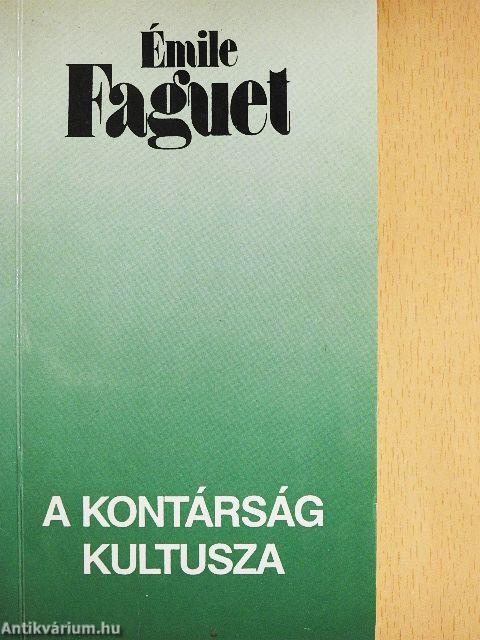 Émile
Faguet
A KONTÁRSÁG
KULTUSZA
Antikvárium.hu